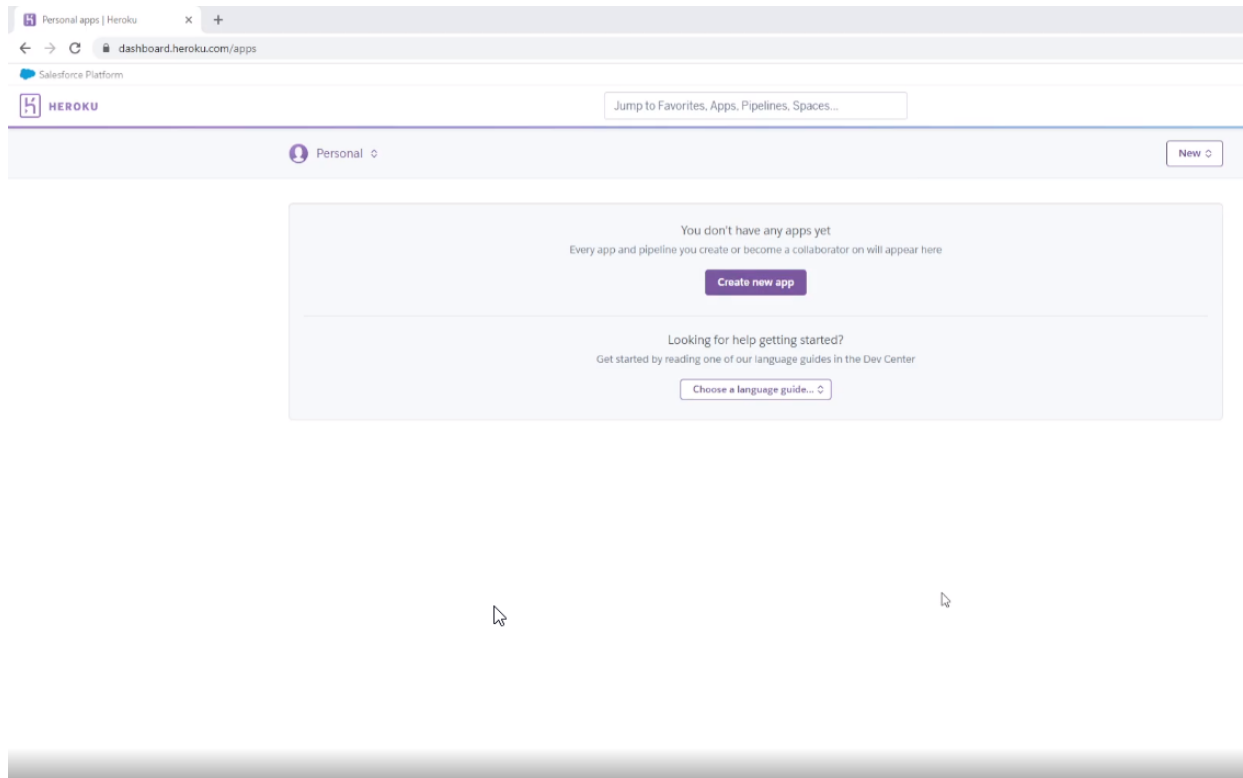 Personal apps | Heroku
dashboard.heroku.com/apps
Salesforce Platform
HEROKU
Jump to Favorites, Apps, Pipelines, Spaces...
Personal
New
You don't have any apps yet
Every app and pipeline you create or become a collaborator on will appear here
Create new app
Looking for help getting started?
Get started by reading one of our language guides in the Dev Center
Choose a language guide...